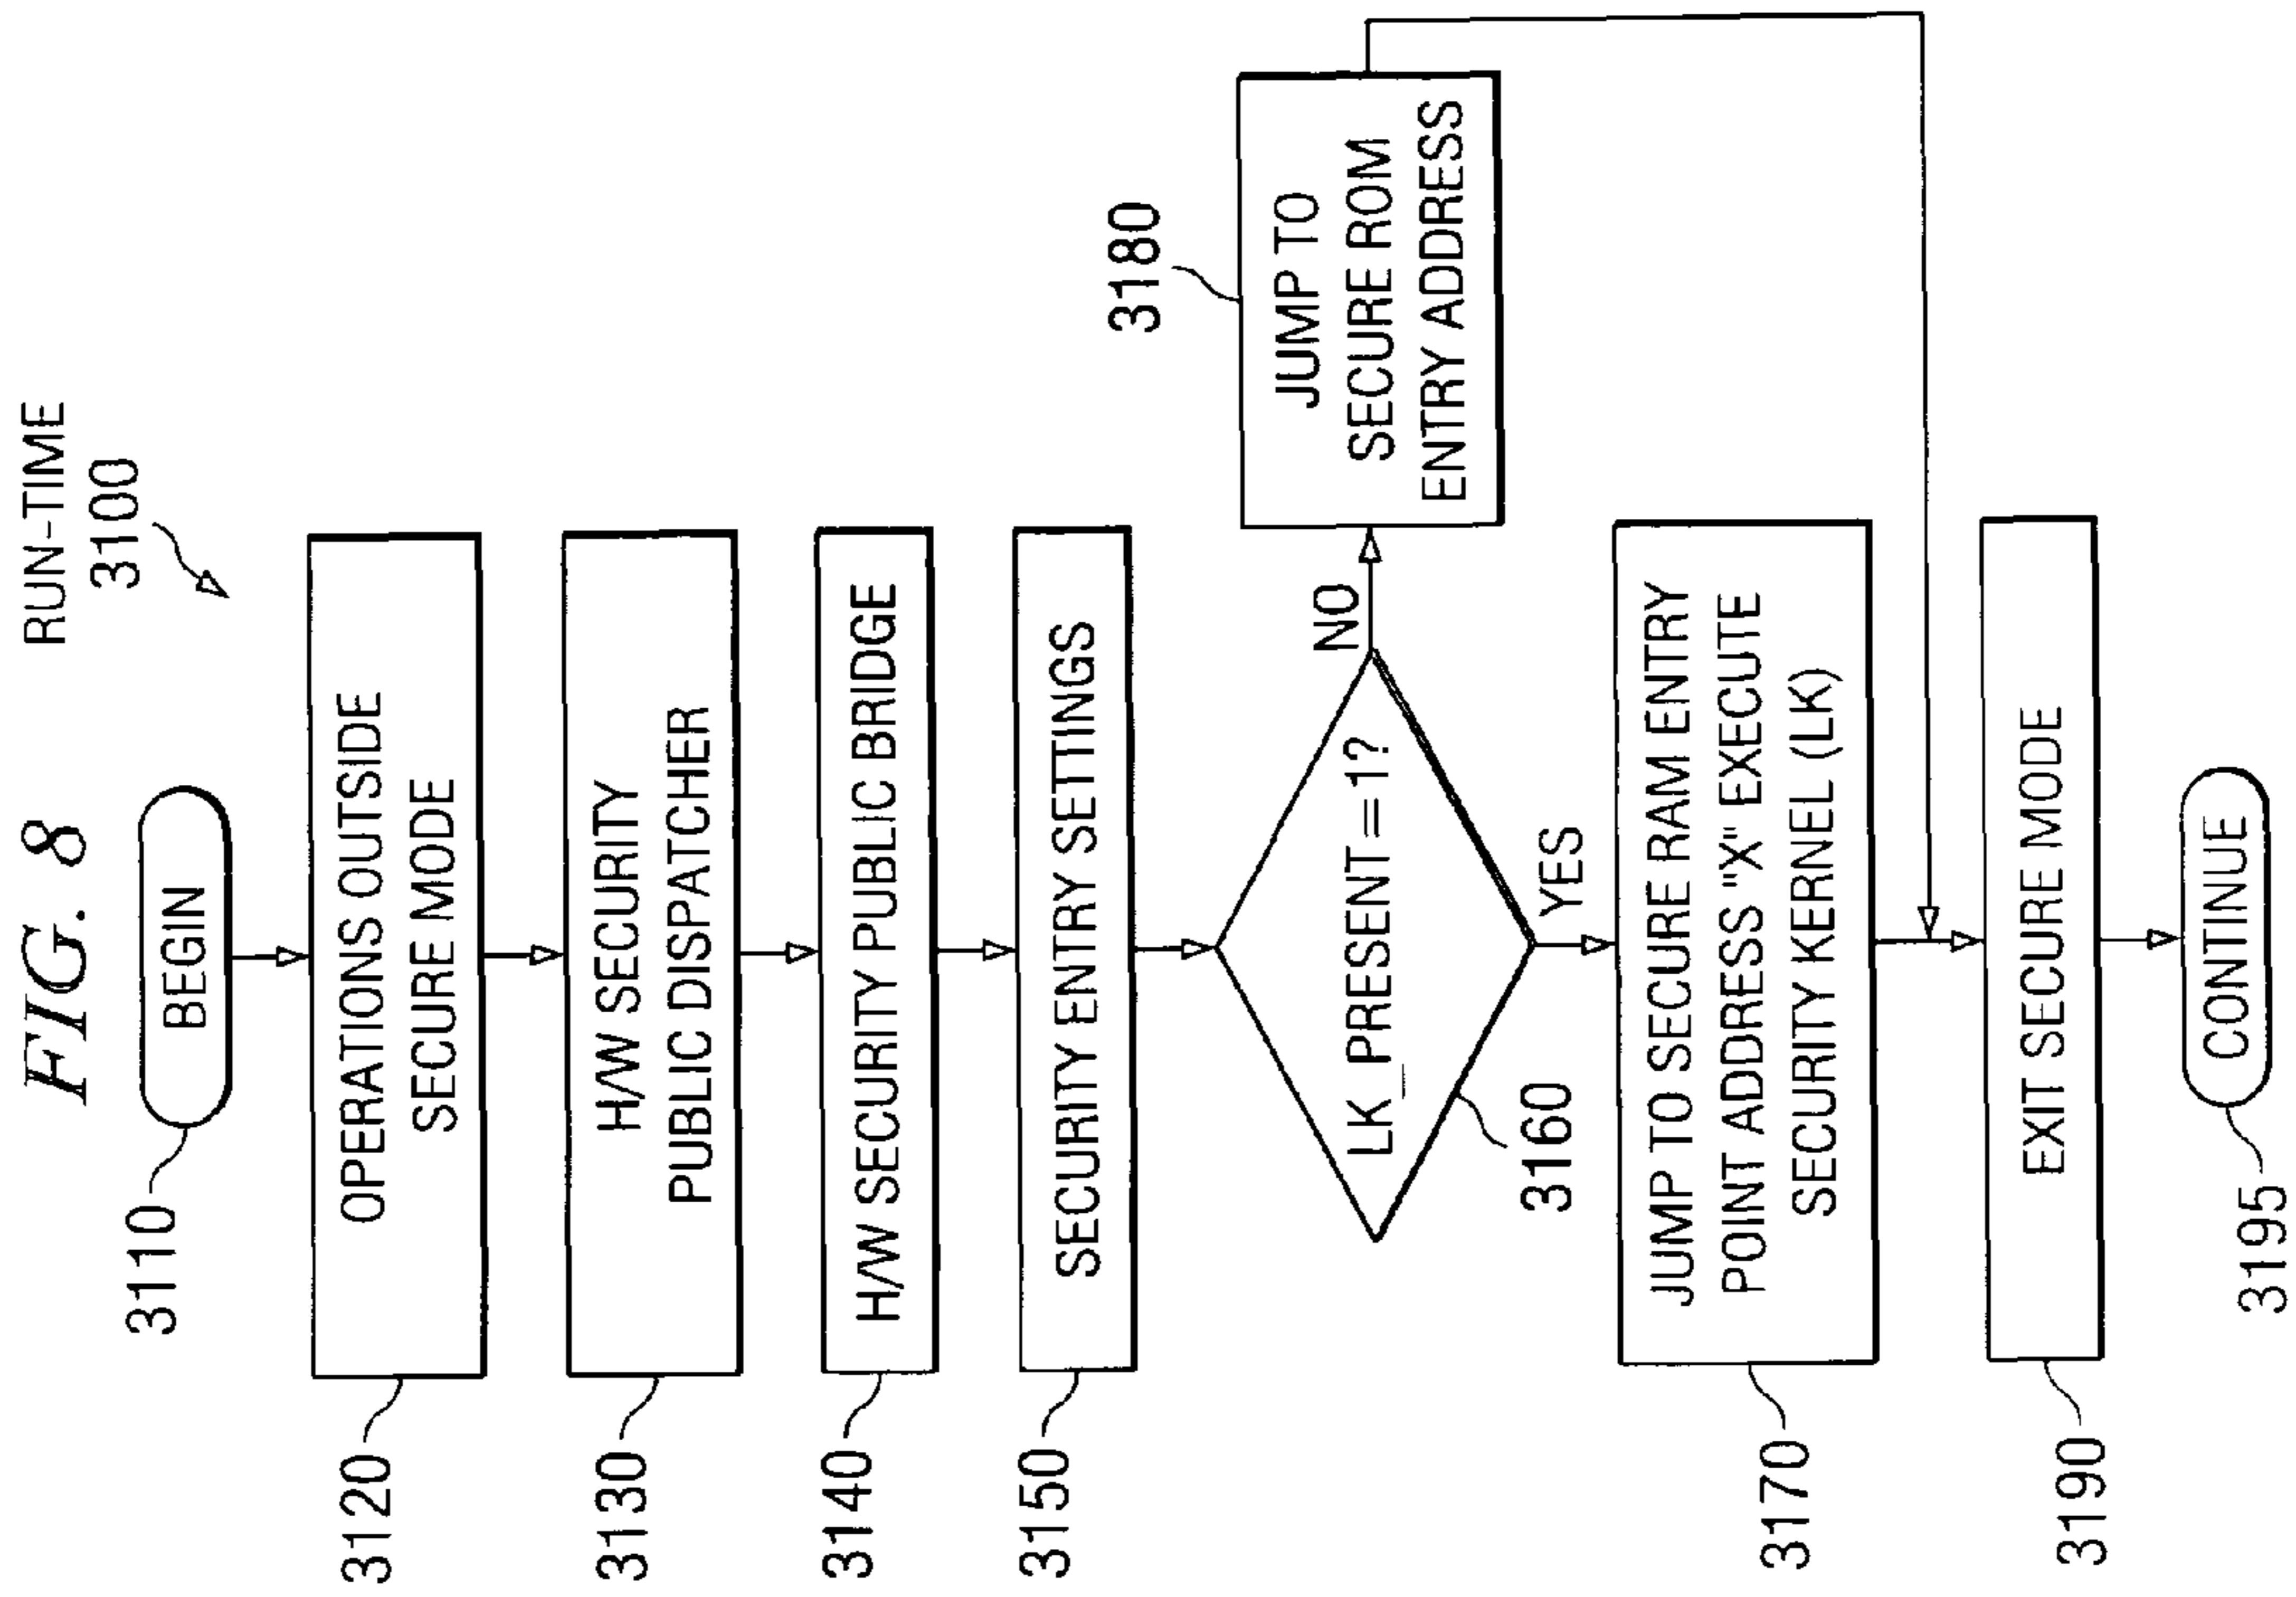 FIG. 8
RUN-TIME
3100
3110
BEGIN
3120
OPERATIONS OUTSIDE
SECURE MODE
3130
H/W SECURITY
PUBLIC DISPATCHER
3140
H/W SECURITY PUBLIC BRIDGE
3150
SECURITY ENTRY SETTINGS
LK_PRESENT=1?
3160
NO
YES
3180
JUMP TO
SECURE ROM
ENTRY ADDRESS
3170
JUMP TO SECURE RAM ENTRY
POINT ADDRESS "X" EXECUTE
SECURITY KERNEL (LK)
3190
EXIT SECURE MODE
3195
CONTINUE